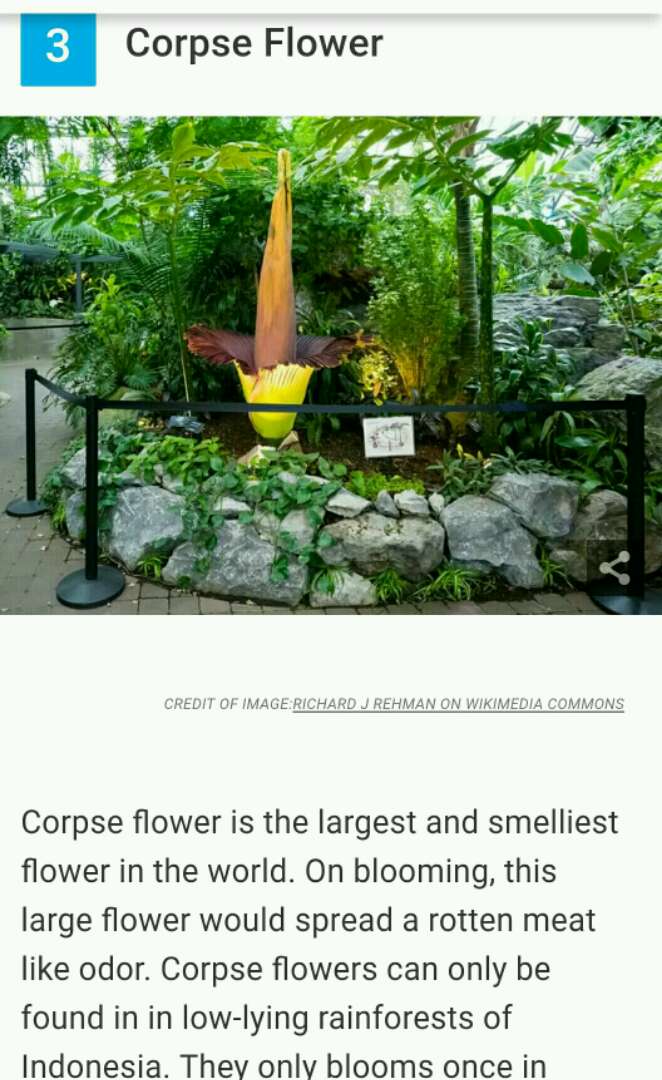 3 Corpse Flower
CREDIT OF IMAGE:RICHARD J REHMAN ON WIKIMEDIA COMMONS
Corpse flower is the largest and smelliest
flower in the world. On blooming, this
large flower would spread a rotten meat
like odor. Corpse flowers can only be
found in in low-lying rainforests of
Indonesia. They only blooms once in